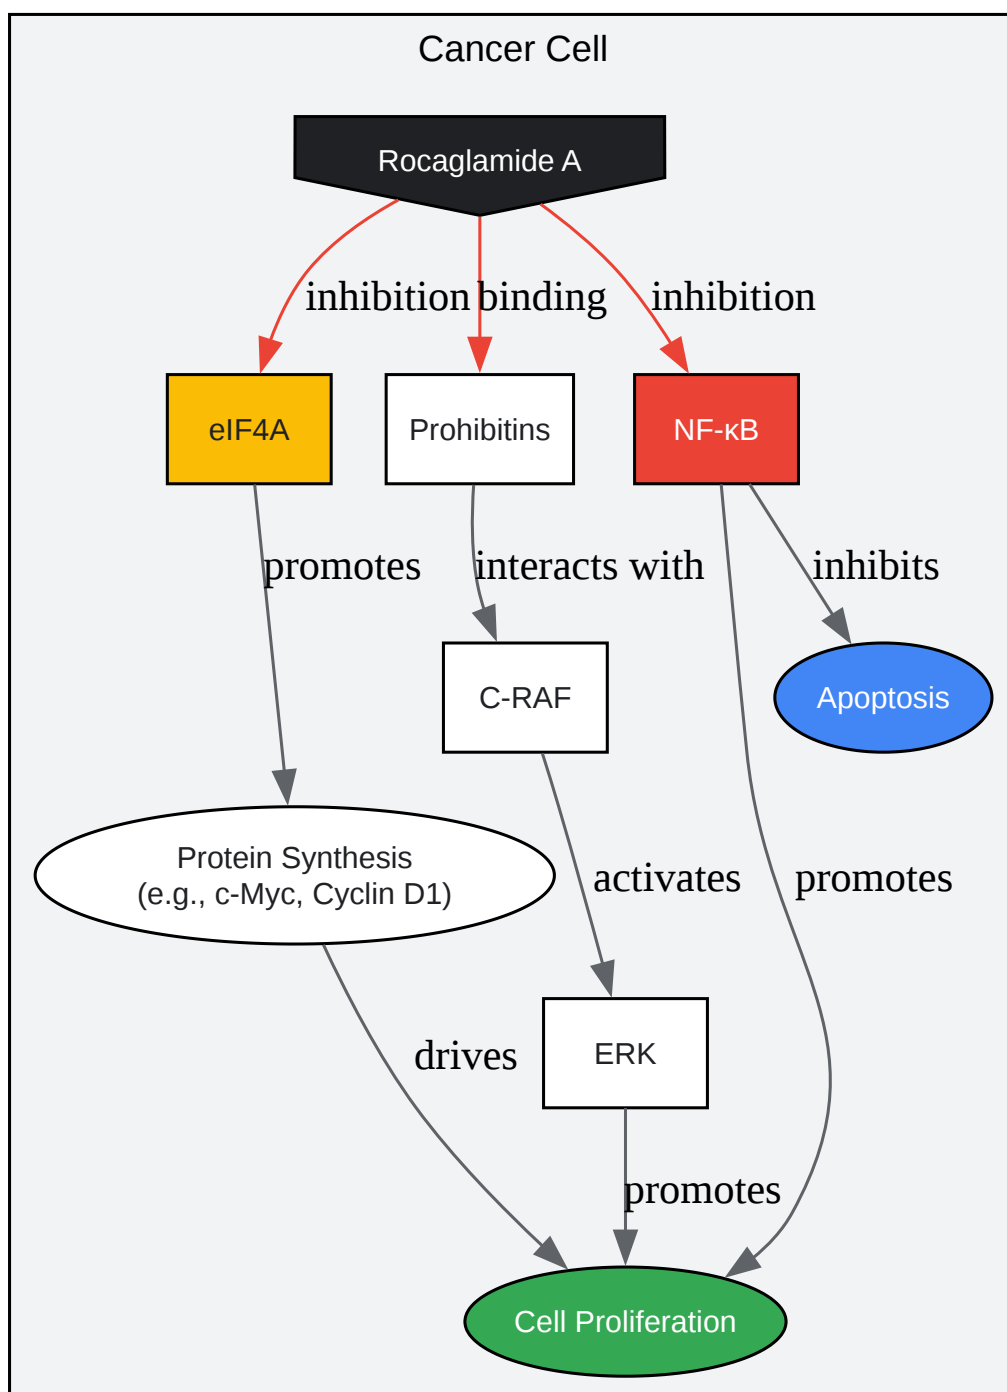 Cancer Cell
Rocaglamide A
inhibition
binding
inhibition
eIF4A
Prohibitins
NF-κB
promotes
interacts with
inhibits
C-RAF
Apoptosis
Protein Synthesis
(e.g., c-Myc, Cyclin D1)
activates
promotes
drives
ERK
promotes
Cell Proliferation